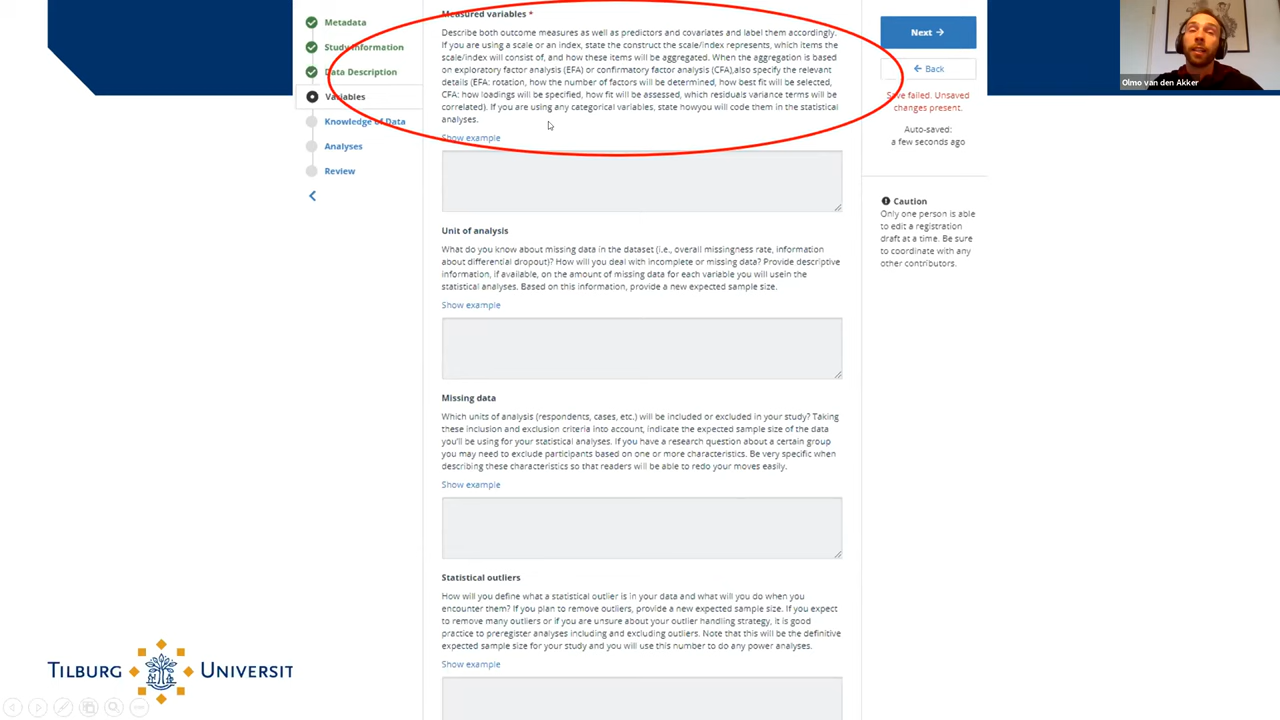 Metadata
Study Information
Data Description
Variables
Knowledge of Data
Analyses
Review
Measured variables *
Describe both outcome measures as well as predictors and covariates and label them accordingly.
If you are using a scale or an index, state the construct the scale/index represents, which items the
scale/index will consist of, and how these items will be aggregated. When the aggregation is based
on exploratory factor analysis (EFA) or confirmatory factor analysis (CFA),also specify the relevant
details (EFA: rotation, how the number of factors will be determined, how best fit will be selected,
CFA: how loadings will be specified, how fit will be assessed, which residuals variance terms will be
correlated). If you are using any categorical variables, state howyou will code them in the statistical
analyses.
Show example
Unit of analysis
What do you know about missing data in the dataset (i.e., overall missingness rate, information
about differential dropout)? How will you deal with incomplete or missing data? Provide descriptive
information, if available, on the amount of missing data for each variable you will usein the
statistical analyses. Based on this information, provide a new expected sample size.
Show example
Missing data
Which units of analysis (respondents, cases, etc.) will be included or excluded in your study? Taking
these inclusion and exclusion criteria into account, indicate the expected sample size of the data
you'll be using for your statistical analyses. If you have a research question about a certain group
you may need to exclude participants based on one or more characteristics. Be very specific when
describing these characteristics so that readers will be able to redo your moves easily.
Show example
Statistical outliers
How will you define what a statistical outlier is in your data and what will you do when you
encounter them? If you plan to remove outliers, provide a new expected sample size. If you expect
to remove many outliers or if you are unsure about your outlier handling strategy, it is good
practice to preregister analyses including and excluding outliers. Note that this will be the definitive
expected sample size for your study and you will use this number to do any power analyses.
Show example
Next
Back
Save failed. Unsaved
changes present.
Auto-saved:
a few seconds ago
Caution
Only one person is able
to edit a registration
draft at a time. Be sure
to coordinate with any
other contributors.
Olmo van den Akker
TILBURG UNIVERSIT